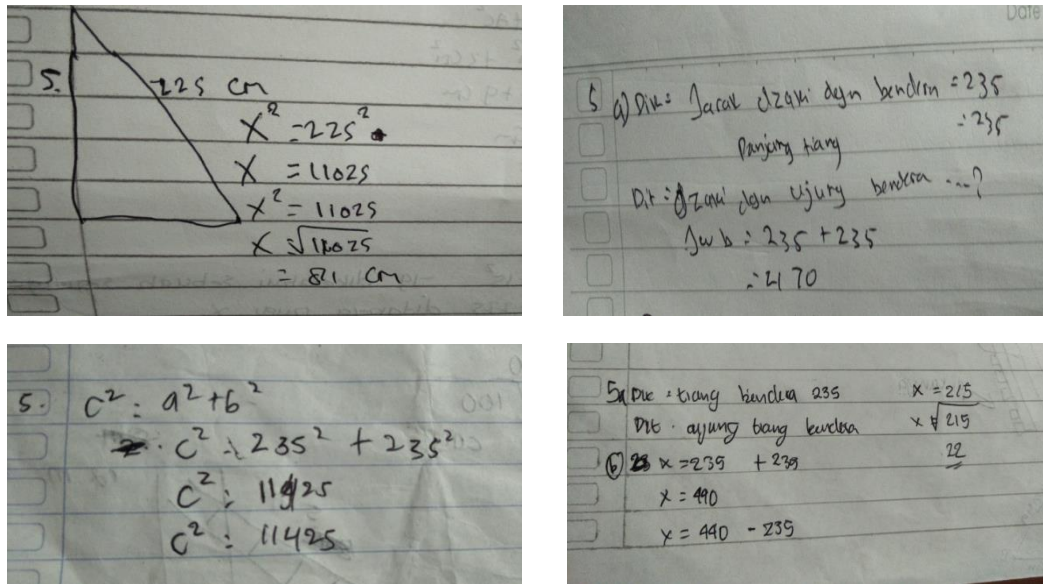 5. 225 cm
x² = 225²
x = 11025
x² = 11025
x √11025
= 81 cm
Date
5 a) Dik = Jarak dzaki dgn bendera = 235
Panjang tiang = 235
Dit : dzaki dgn ujung bendera ...?
Jwb = 235 + 235
= 470
5. c² = a² + b²
c² = 235² + 235²
c² = 11425
c² = 11425
5a Dik : tiang bendera 235
Dit . ujung tiang bendera
b x = 235 + 235
x = 490
x = 440 - 235
x = 215
x √215
22